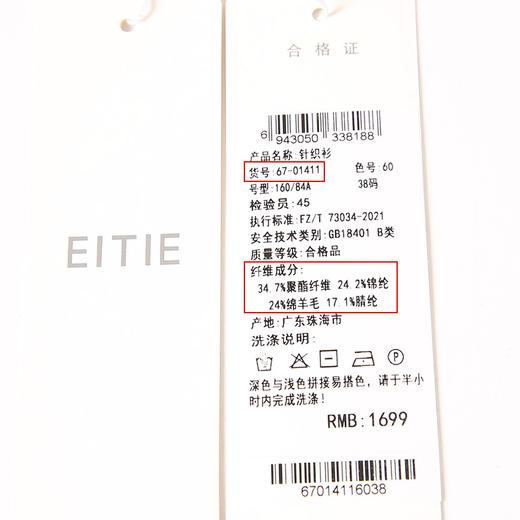 EITIE
合格证
6 943050 338188
产品名称:针织衫
货号:67-01411 色号:60
号型:160/84A 38码
检验员:45
执行标准:FZ/T 73034-2021
安全技术类别:GB18401 B类
质量等级:合格品
纤维成分:
34.7%聚酯纤维 24.2%锦纶
24%绵羊毛 17.1%腈纶
产地:广东珠海市
洗涤说明:
P
深色与浅色拼接易搭色,请于半小
时内完成洗涤!
RMB:1699
67014116038